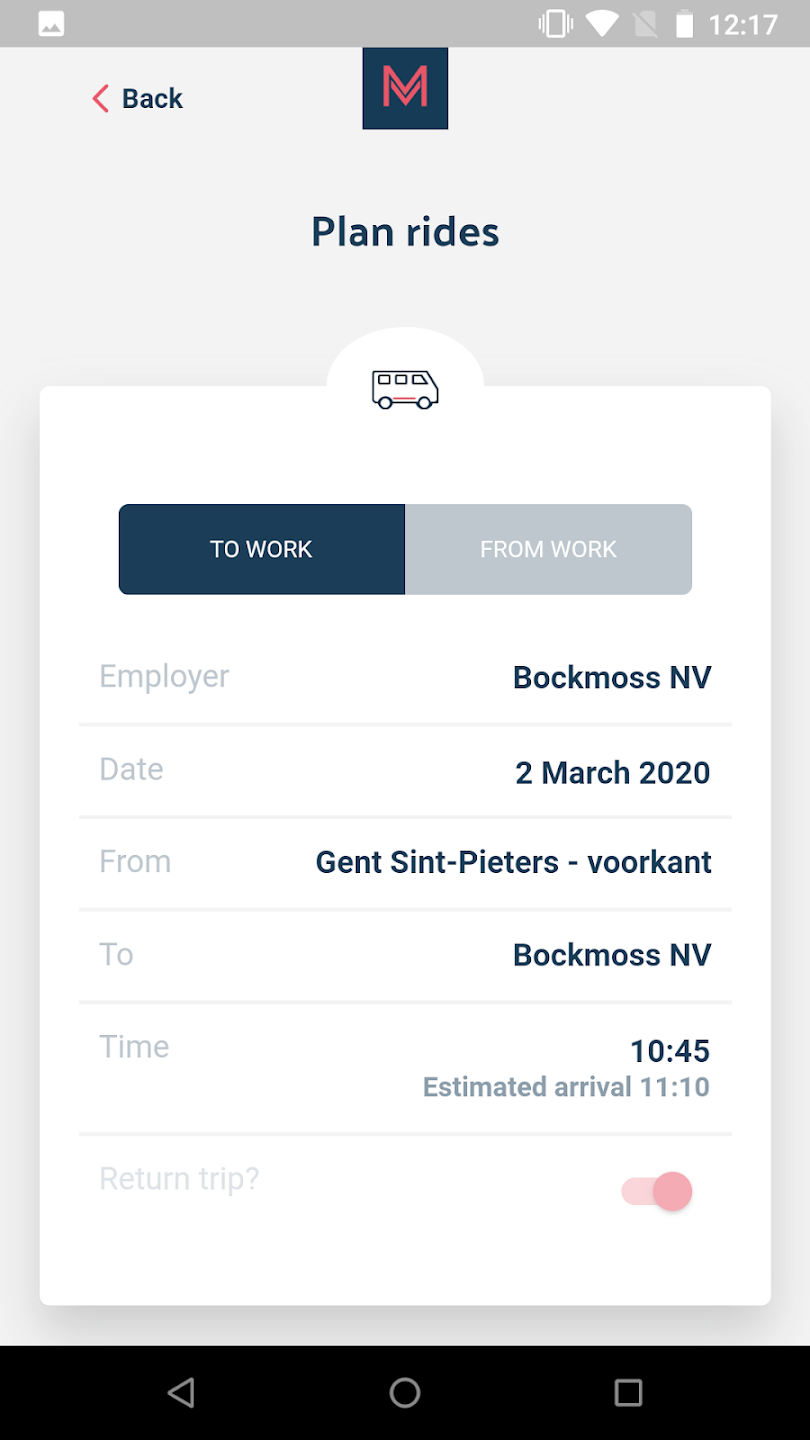 12:17
Back
Plan rides
TO WORK FROM WORK
Employer Bockmoss NV
Date 2 March 2020
From Gent Sint-Pieters - voorkant
To Bockmoss NV
Time 10:45
Estimated arrival 11:10
Return trip?